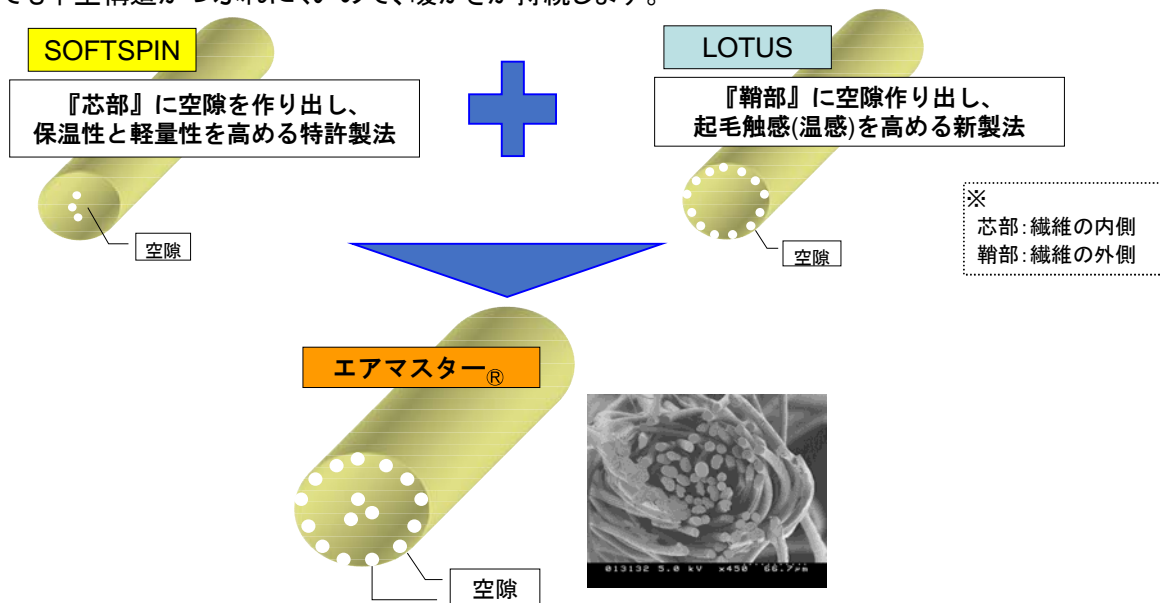 SOFTSPIN
『芯部』に空隙を作り出し、
保温性と軽量性を高める特許製法
空隙
LOTUS
『鞘部』に空隙作り出し、
起毛触感(温感)を高める新製法
空隙
※
芯部:繊維の内側
鞘部:繊維の外側
エアマスター®
空隙
013132 5.0 kV x450 66.7μm